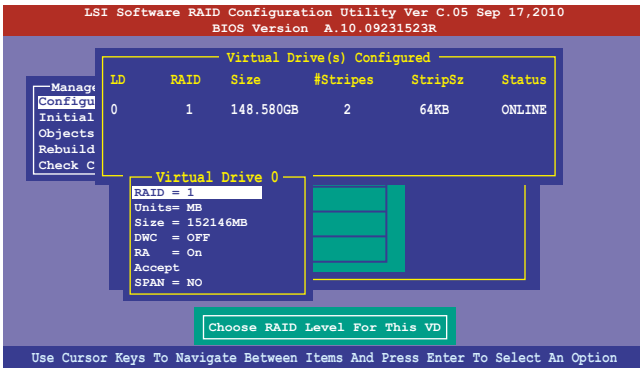 LSI Software RAID Configuration Utility Ver C.05 Sep 17,2010
BIOS Version   A.10.09231523R
Virtual Drive(s) Configured
LD RAID Size #Stripes StripSz Status
0 1 148.580GB 2 64KB ONLINE
Manage
Configu
Initial
Objects
Rebuild
Check C
Virtual Drive 0
RAID = 1
Units= MB
Size = 152146MB
DWC = OFF
RA = On
Accept
SPAN = NO
Choose RAID Level For This VD
Use Cursor Keys To Navigate Between Items And Press Enter To Select An Option